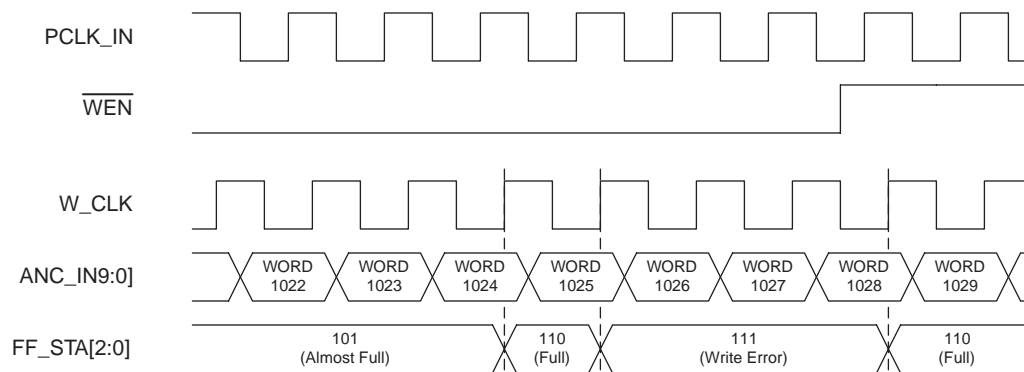 PCLK_IN
WEN
W_CLK
ANC_IN9:0]
WORD 1022 WORD 1023 WORD 1024 WORD 1025 WORD 1026 WORD 1027 WORD 1028 WORD 1029
FF_STA[2:0]
101 110 111 110
(Almost Full) (Full) (Write Error) (Full)